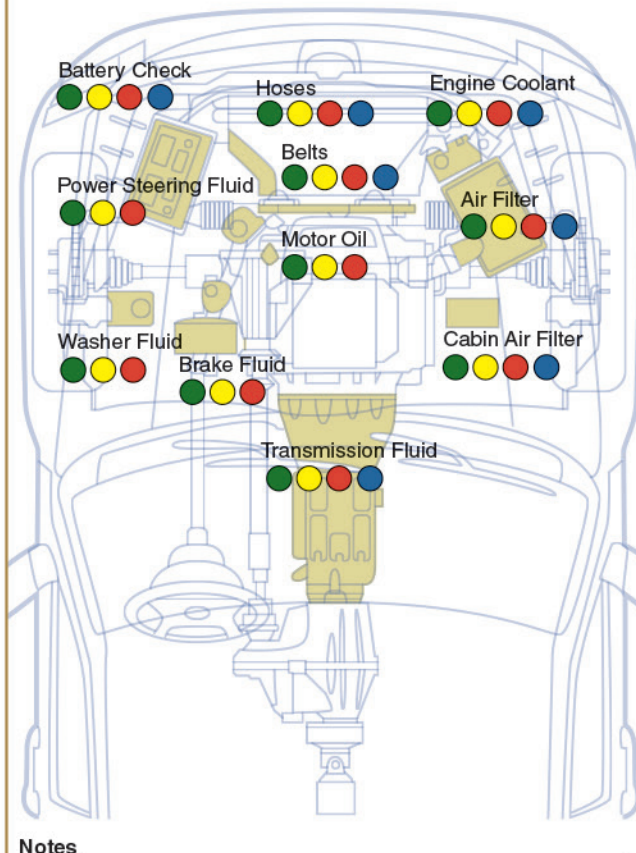 Battery Check
Hoses
Engine Coolant
Belts
Power Steering Fluid
Air Filter
Motor Oil
Washer Fluid
Brake Fluid
Cabin Air Filter
Transmission Fluid
Notes